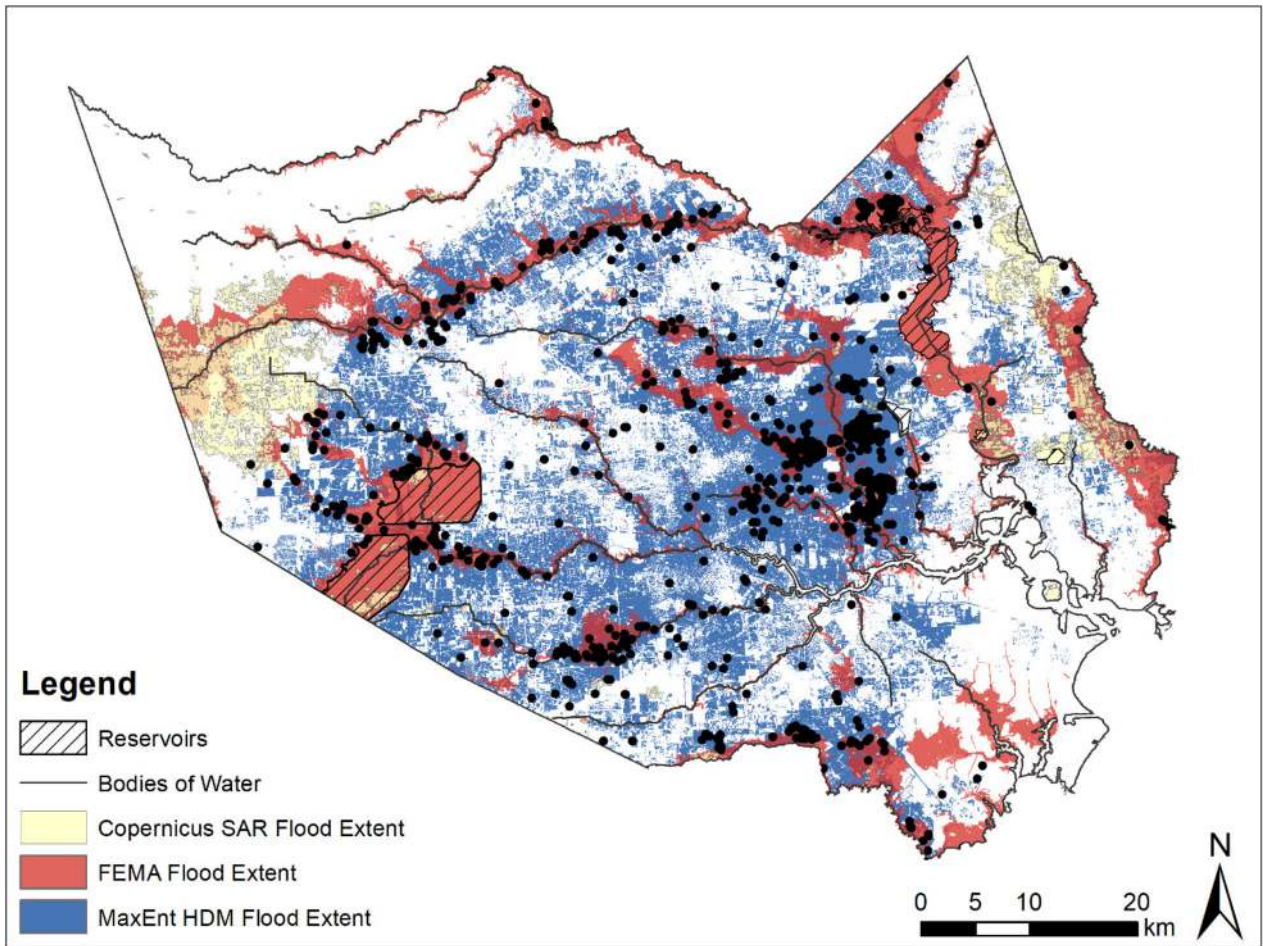 Legend
Reservoirs
Bodies of Water
Copernicus SAR Flood Extent
FEMA Flood Extent
MaxEnt HDM Flood Extent
N
0 5 10 20
km